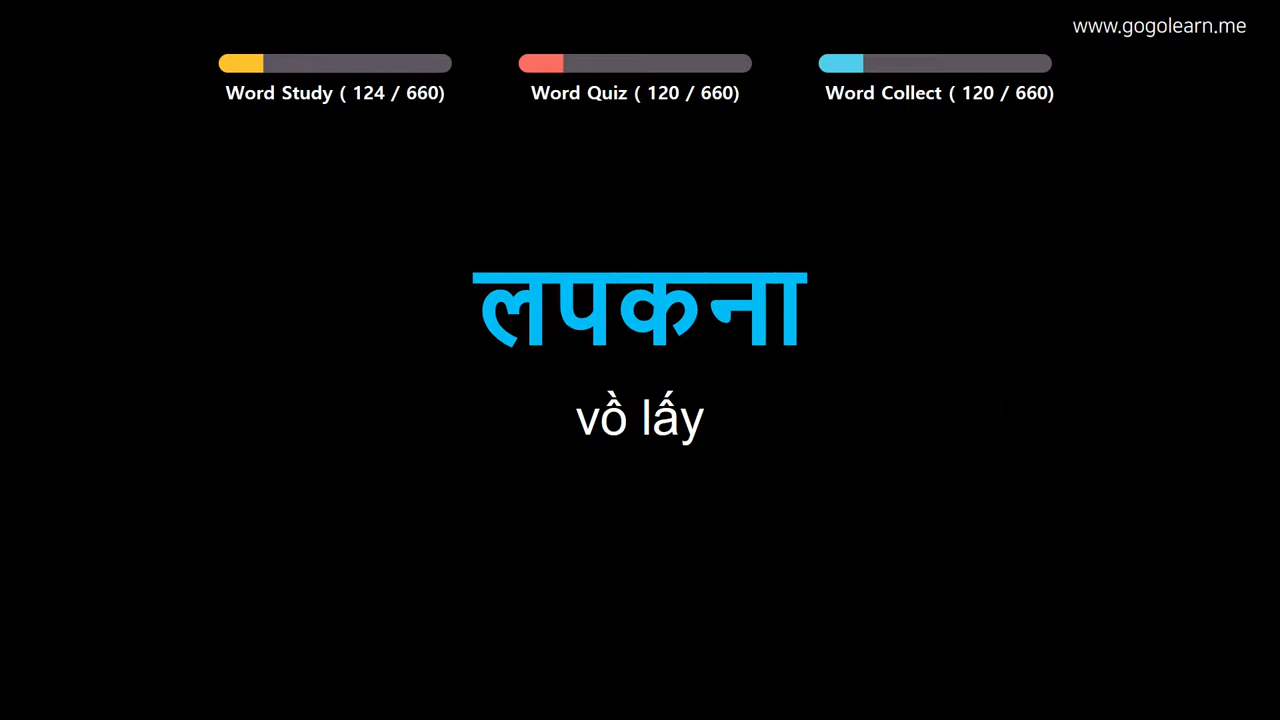 www.gogolearn.me
Word Study ( 124 / 660)
Word Quiz ( 120 / 660)
Word Collect ( 120 / 660)
लपकना
vồ lấy